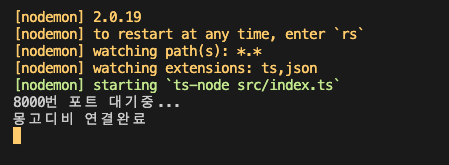 [nodemon] 2.0.19
[nodemon] to restart at any time, enter `rs`
[nodemon] watching path(s): *.*
[nodemon] watching extensions: ts,json
[nodemon] starting `ts-node src/index.ts`
8000번 포트 대기중...
몽고디비 연결완료